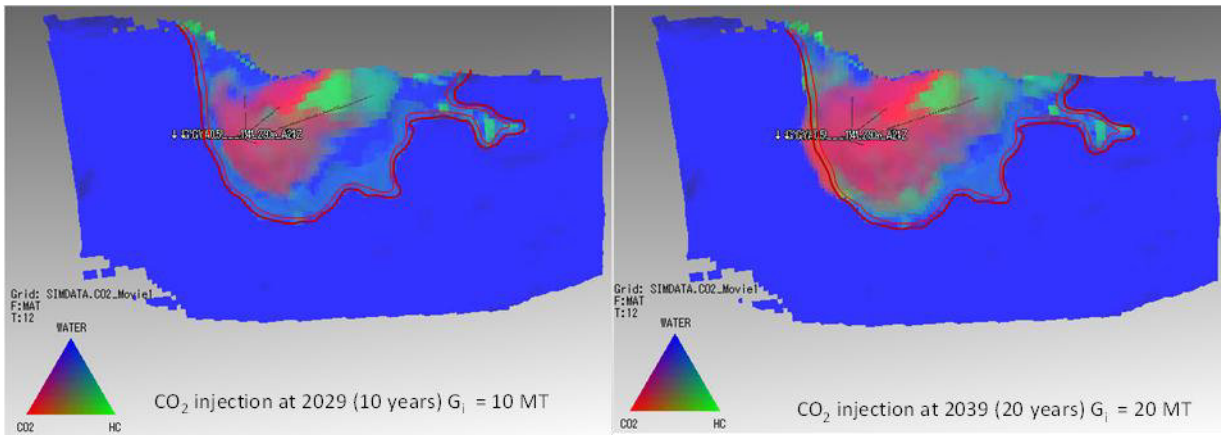 Grid: SIMDATA.CO2_Movie1
F:MAT
T:12
WATER
CO2
HC
CO₂ injection at 2029 (10 years) Gᵢ = 10 MT
Grid: SIMDATA.CO2_Movie1
F:MAT
T:12
WATER
CO2
HC
CO₂ injection at 2039 (20 years) Gᵢ = 20 MT